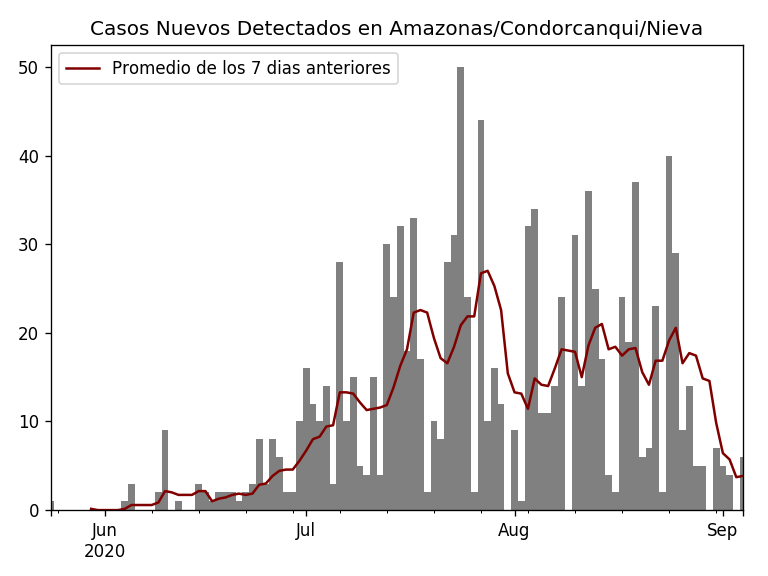 Casos Nuevos Detectados en Amazonas/Condorcanqui/Nieva
Promedio de los 7 dias anteriores
50
40
30
20
10
0
Jun Jul Aug Sep
2020